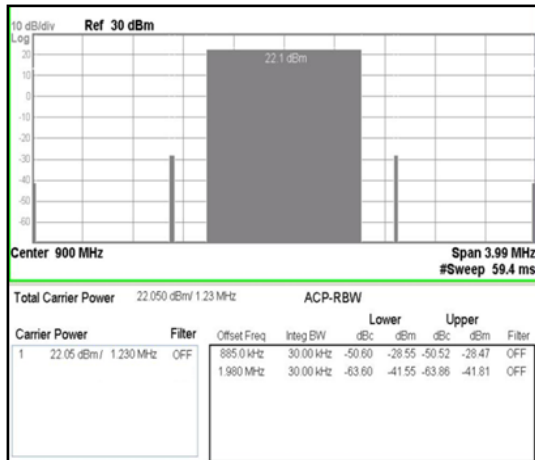 10 dB/div Ref 30 dBm
Log
20
10
0
-10
-20
-30
-40
-50
-60
22.1 dBm
Center 900 MHz Span 3.99 MHz
#Sweep 59.4 ms
Total Carrier Power 22.050 dBm/ 1.23 MHz ACP-RBW
Lower Upper
Carrier Power Filter Offset Freq Integ BW dBc dBm dBc dBm Filter
1 22.05 dBm / 1.230 MHz OFF 885.0 kHz 30.00 kHz -50.60 -28.55 -50.52 -28.47 OFF
1.980 MHz 30.00 kHz -63.60 -41.55 -63.86 -41.81 OFF